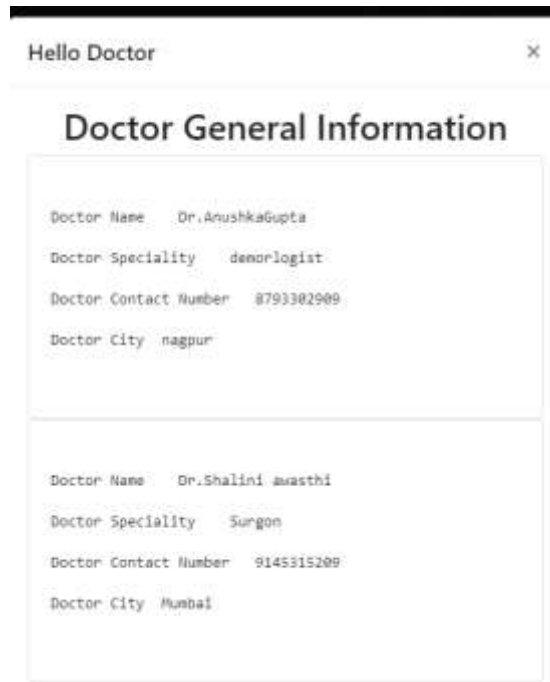 Hello Doctor ×
Doctor General Information
Doctor Name Dr.AnushkaGupta
Doctor Speciality demorlogist
Doctor Contact Number 8793302909
Doctor City nagpur
Doctor Name Dr.Shalini awasthi
Doctor Speciality Surgon
Doctor Contact Number 9145315209
Doctor City Mumbai